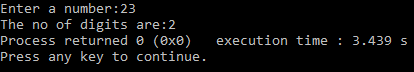 Enter a number:23
The no of digits are:2
Process returned 0 (0x0)   execution time : 3.439 s
Press any key to continue.